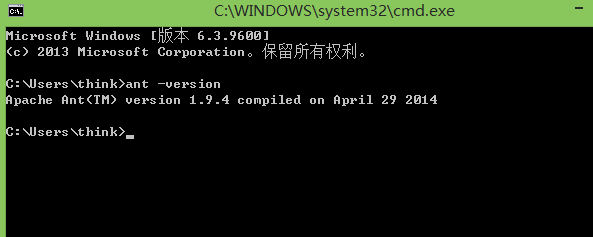 C:\WINDOWS\system32\cmd.exe
Microsoft Windows [版本 6.3.9600]
(c) 2013 Microsoft Corporation。保留所有权利。
C:\Users\think>ant -version
Apache Ant(TM) version 1.9.4 compiled on April 29 2014
C:\Users\think>_